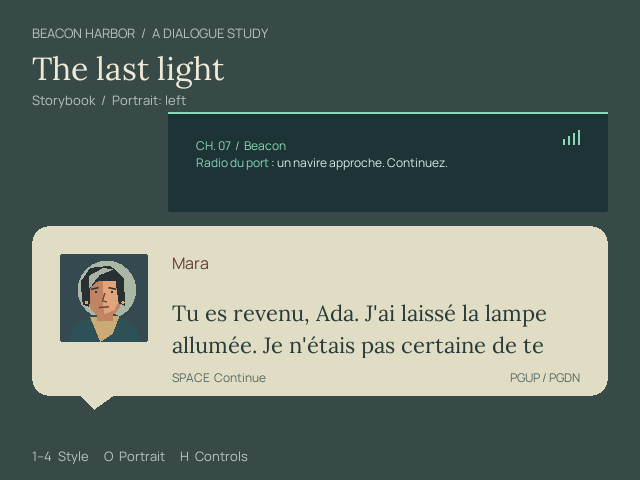 BEACON HARBOR / A DIALOGUE STUDY
The last light
Storybook / Portrait: left
CH. 07 / Beacon
Radio du port : un navire approche. Continuez.
Mara
Tu es revenu, Ada. J'ai laissé la lampe
allumée. Je n'étais pas certaine de te
SPACE Continue PGUP / PGDN
1–4 Style O Portrait H Controls